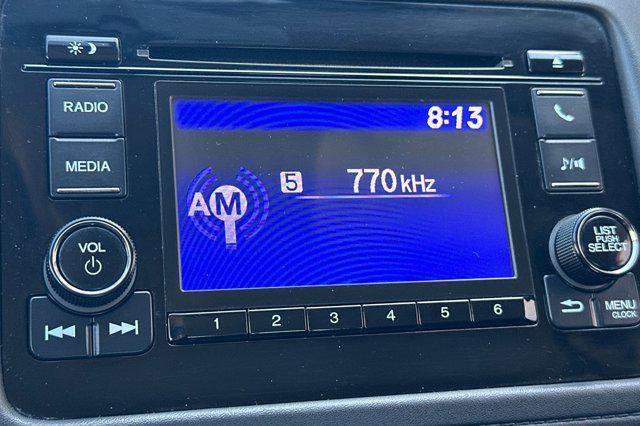 8:13
RADIO
MEDIA
AM
5 770 kHz
VOL
LIST
PUSH
SELECT
MENU
CLOCK
1 2 3 4 5 6